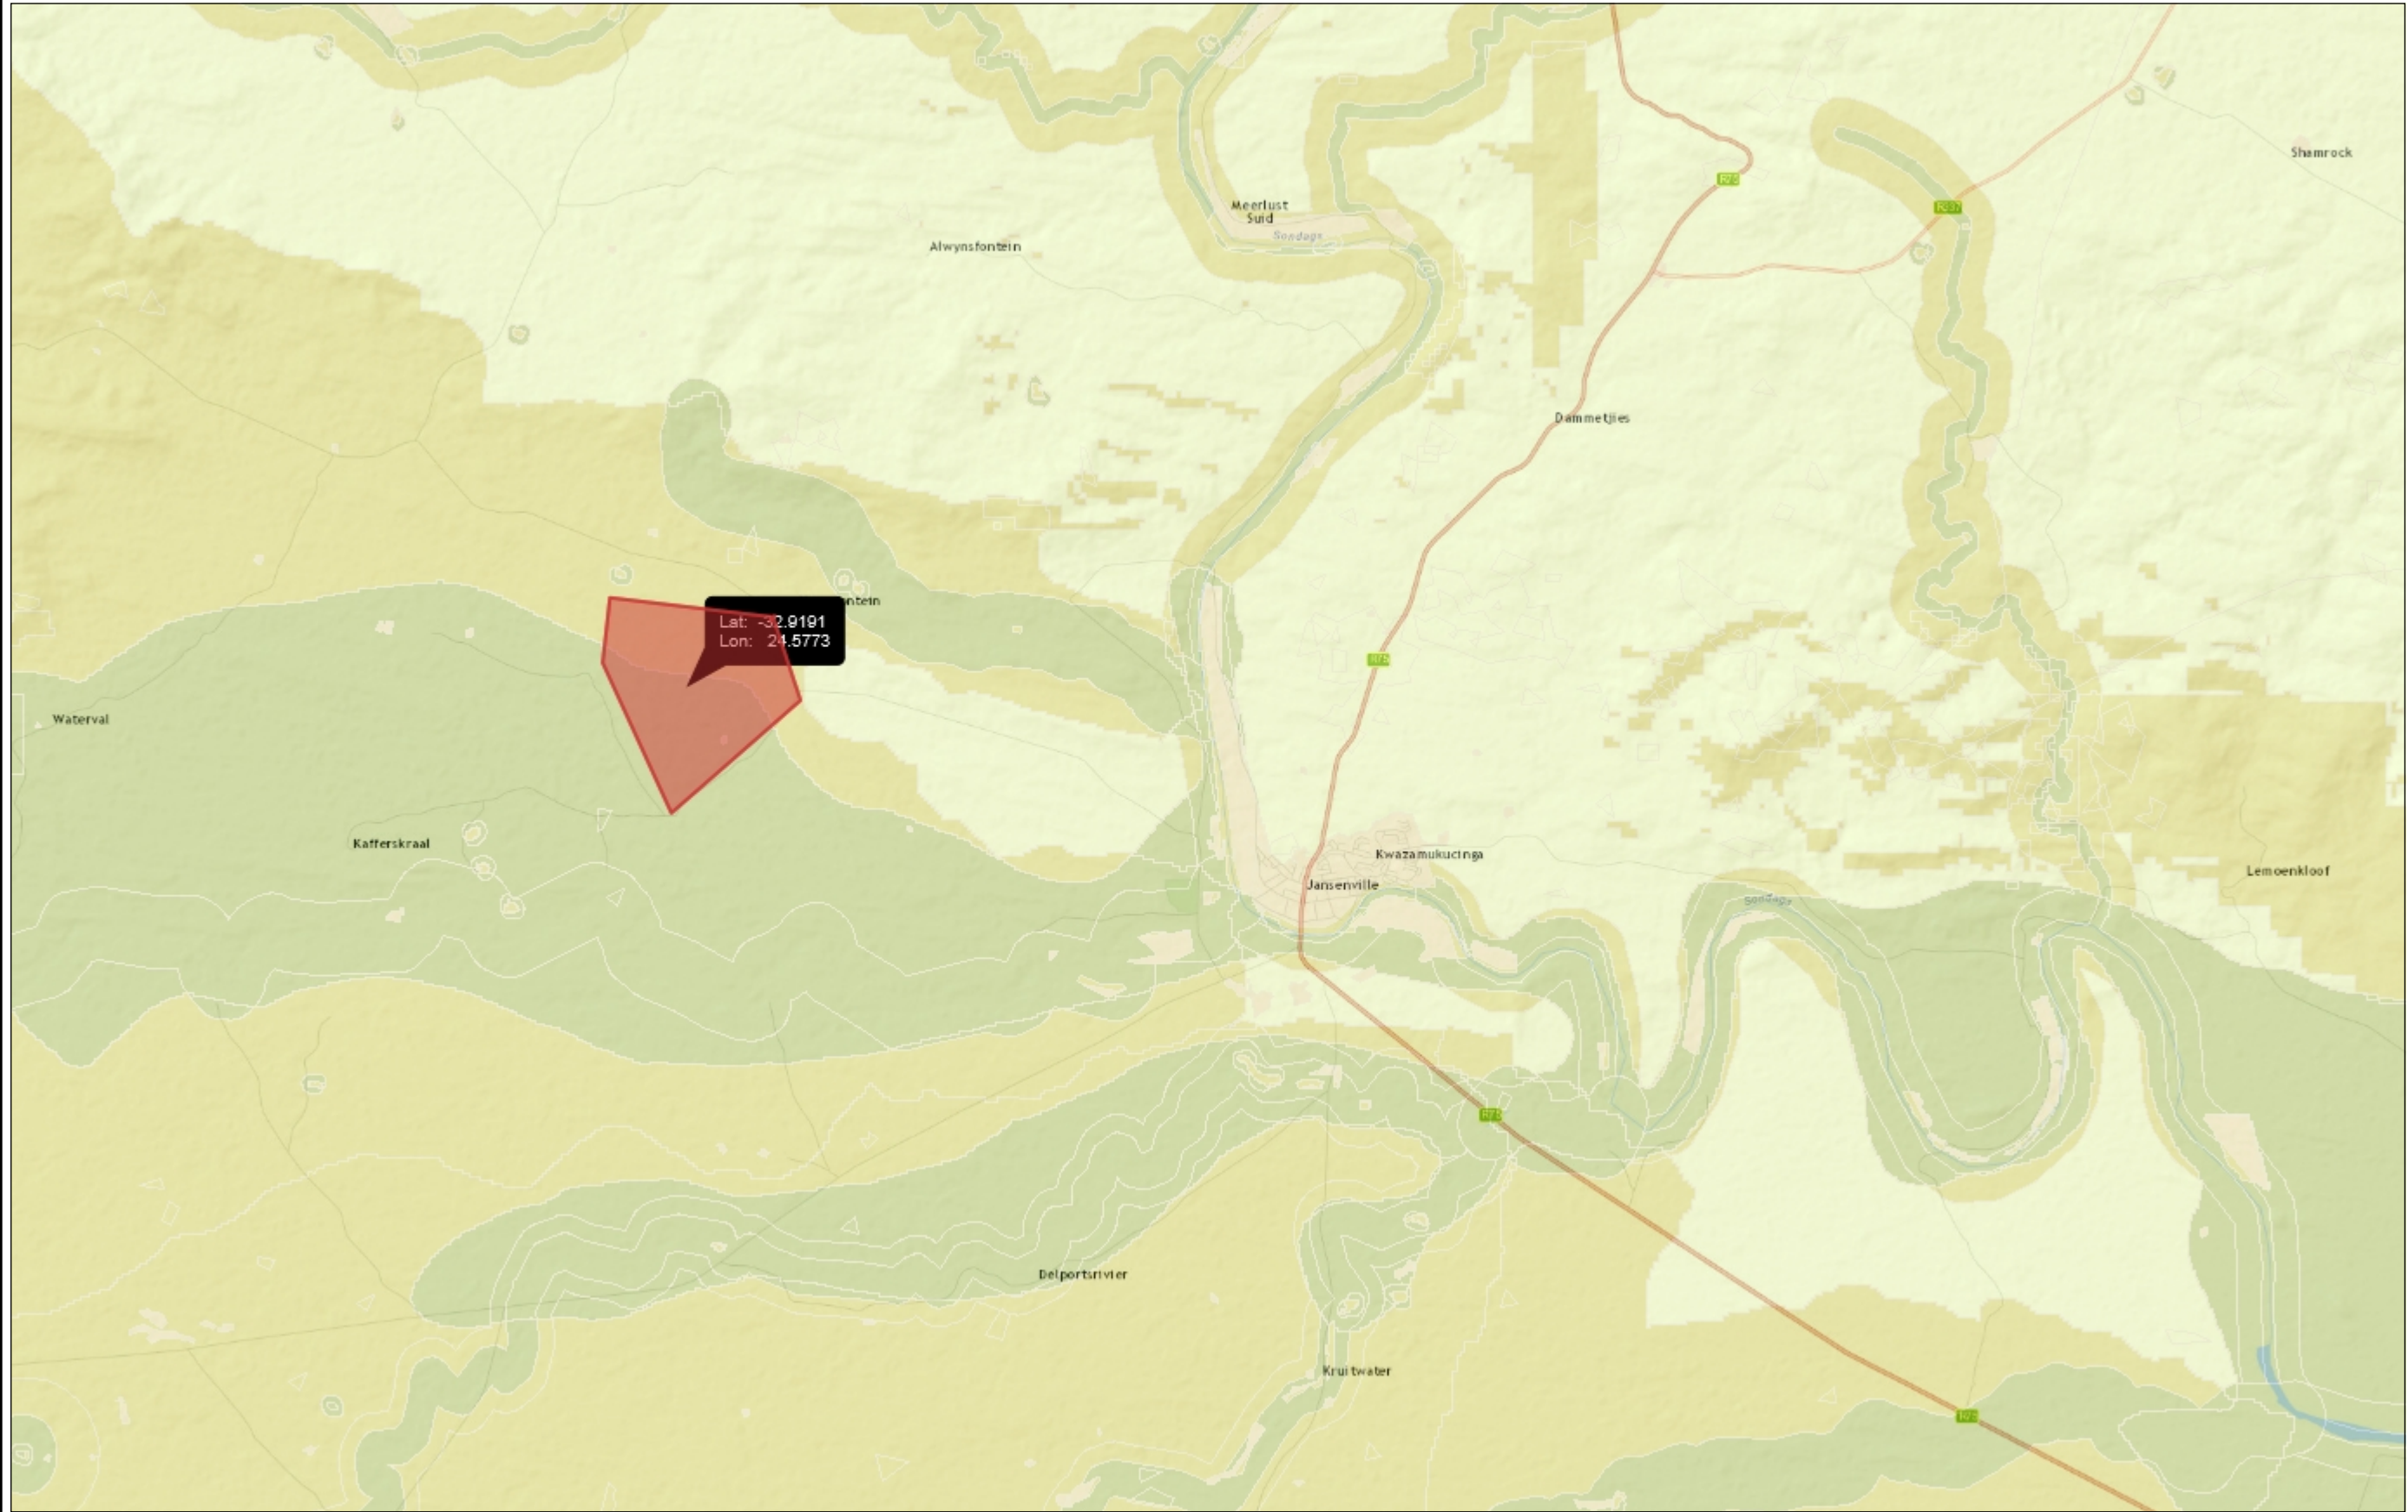 Shamrock
R75
Meerlust
Suid
Sondags
Alwynsfontein
Dammetjies
ontein
Lat: -32.9191
Lon: 24.5773
R75
Waterval
Kafferskraal
Kwazamukucinga
Jansenville
Lemoenkloof
Sondags
R75
Delportsrivier
Kruitwater
R75